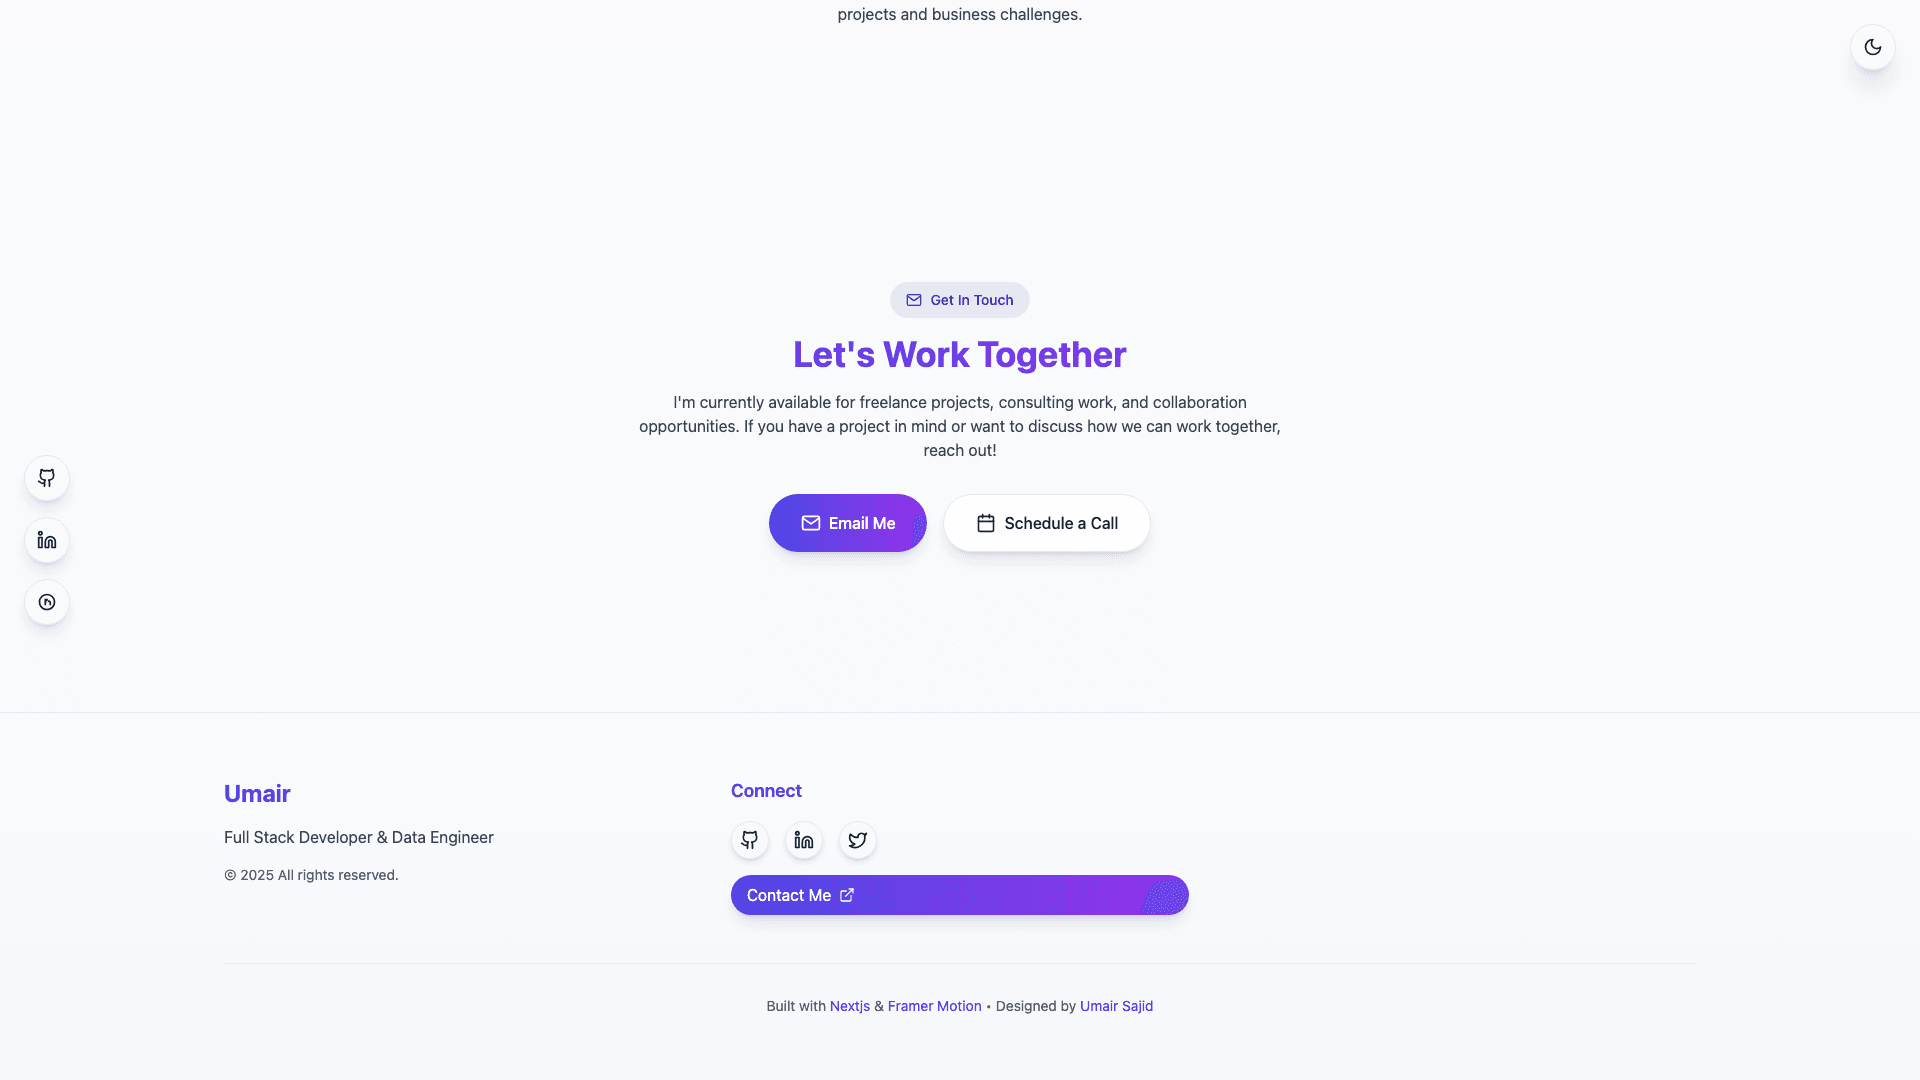 projects and business challenges.
Get In Touch
Let's Work Together
I'm currently available for freelance projects, consulting work, and collaboration
opportunities. If you have a project in mind or want to discuss how we can work together,
reach out!
Email Me
Schedule a Call
Umair
Full Stack Developer & Data Engineer
© 2025 All rights reserved.
Connect
Contact Me
Built with Nextjs & Framer Motion • Designed by Umair Sajid